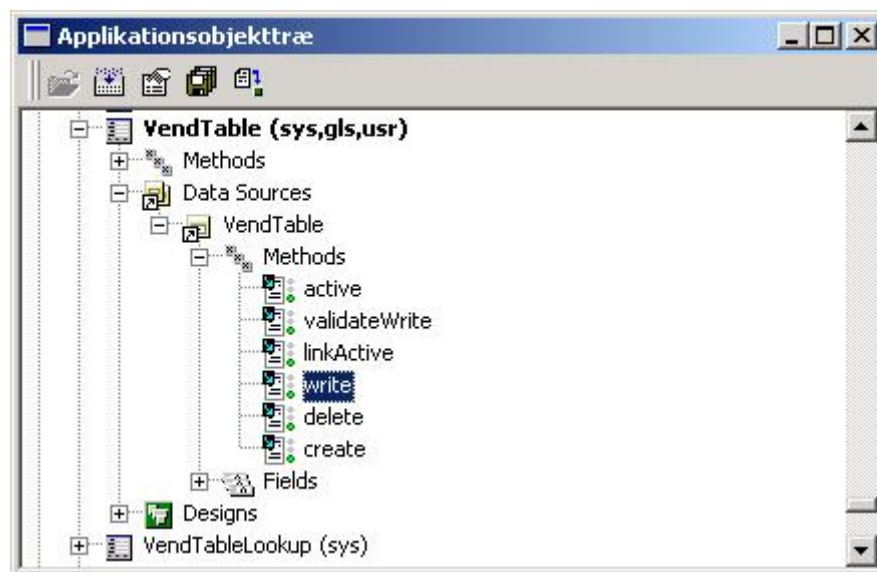 Applikationsobjekttræ
VendTable (sys,gls,usr)
Methods
Data Sources
VendTable
Methods
active
validateWrite
linkActive
write
delete
create
Fields
Designs
VendTableLookup (sys)